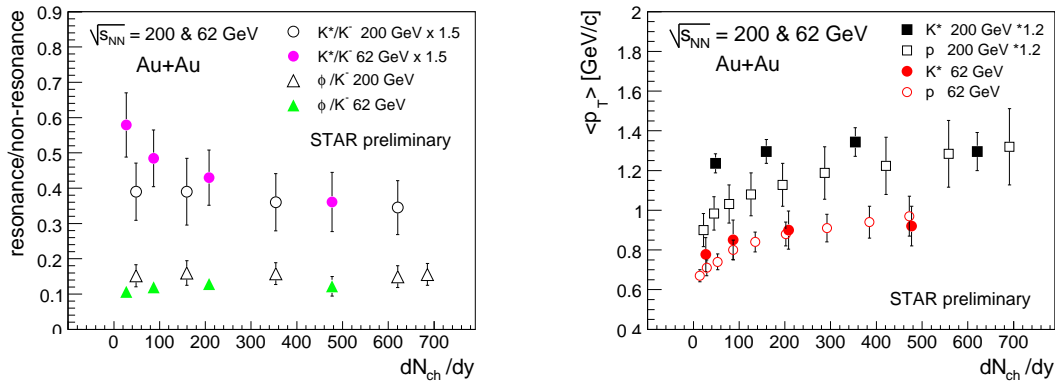 resonance/non-resonance
0.9
0.8
0.7
0.6
0.5
0.4
0.3
0.2
0.1
0
√s_NN = 200 & 62 GeV
Au+Au
K*/K⁻ 200 GeV x 1.5
K*/K⁻ 62 GeV x 1.5
ϕ/K⁻ 200 GeV
ϕ/K⁻ 62 GeV
STAR preliminary
0 100 200 300 400 500 600 700
dN_ch/dy
<p_T> [GeV/c]
2
1.8
1.6
1.4
1.2
1
0.8
0.6
0.4
√s_NN = 200 & 62 GeV
Au+Au
K* 200 GeV *1.2
p 200 GeV *1.2
K* 62 GeV
p 62 GeV
STAR preliminary
0 100 200 300 400 500 600 700
dN_ch/dy